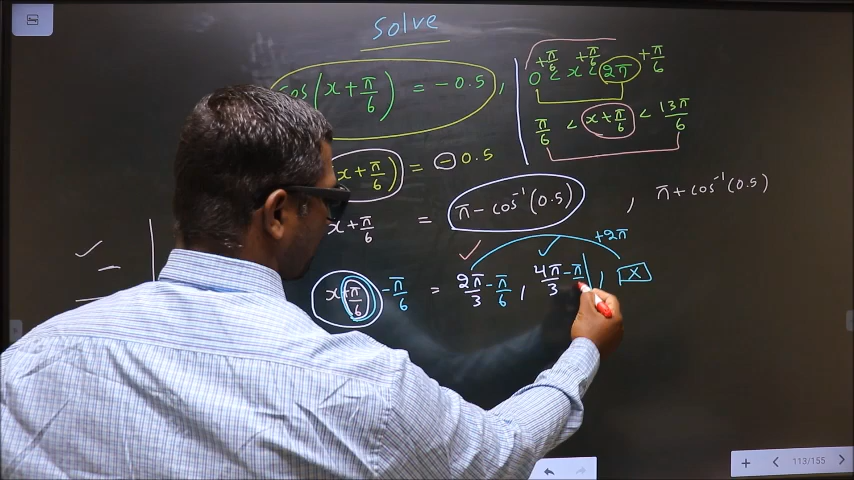 Solve
cos(x + π/6) = -0.5,
0 +π/6 < x +π/6 < 2π +π/6
π/6 < x + π/6 < 13π/6
x + π/6) = - 0.5
x + π/6 = π - cos⁻¹(0.5) , π + cos⁻¹(0.5)
+2π
x + π/6 - π/6 = 2π/3 - π/6 , 4π/3 - π , x
113/155